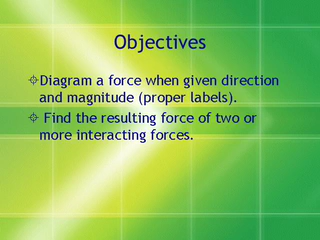 Objectives
Diagram a force when given direction
and magnitude (proper labels).
Find the resulting force of two or
more interacting forces.